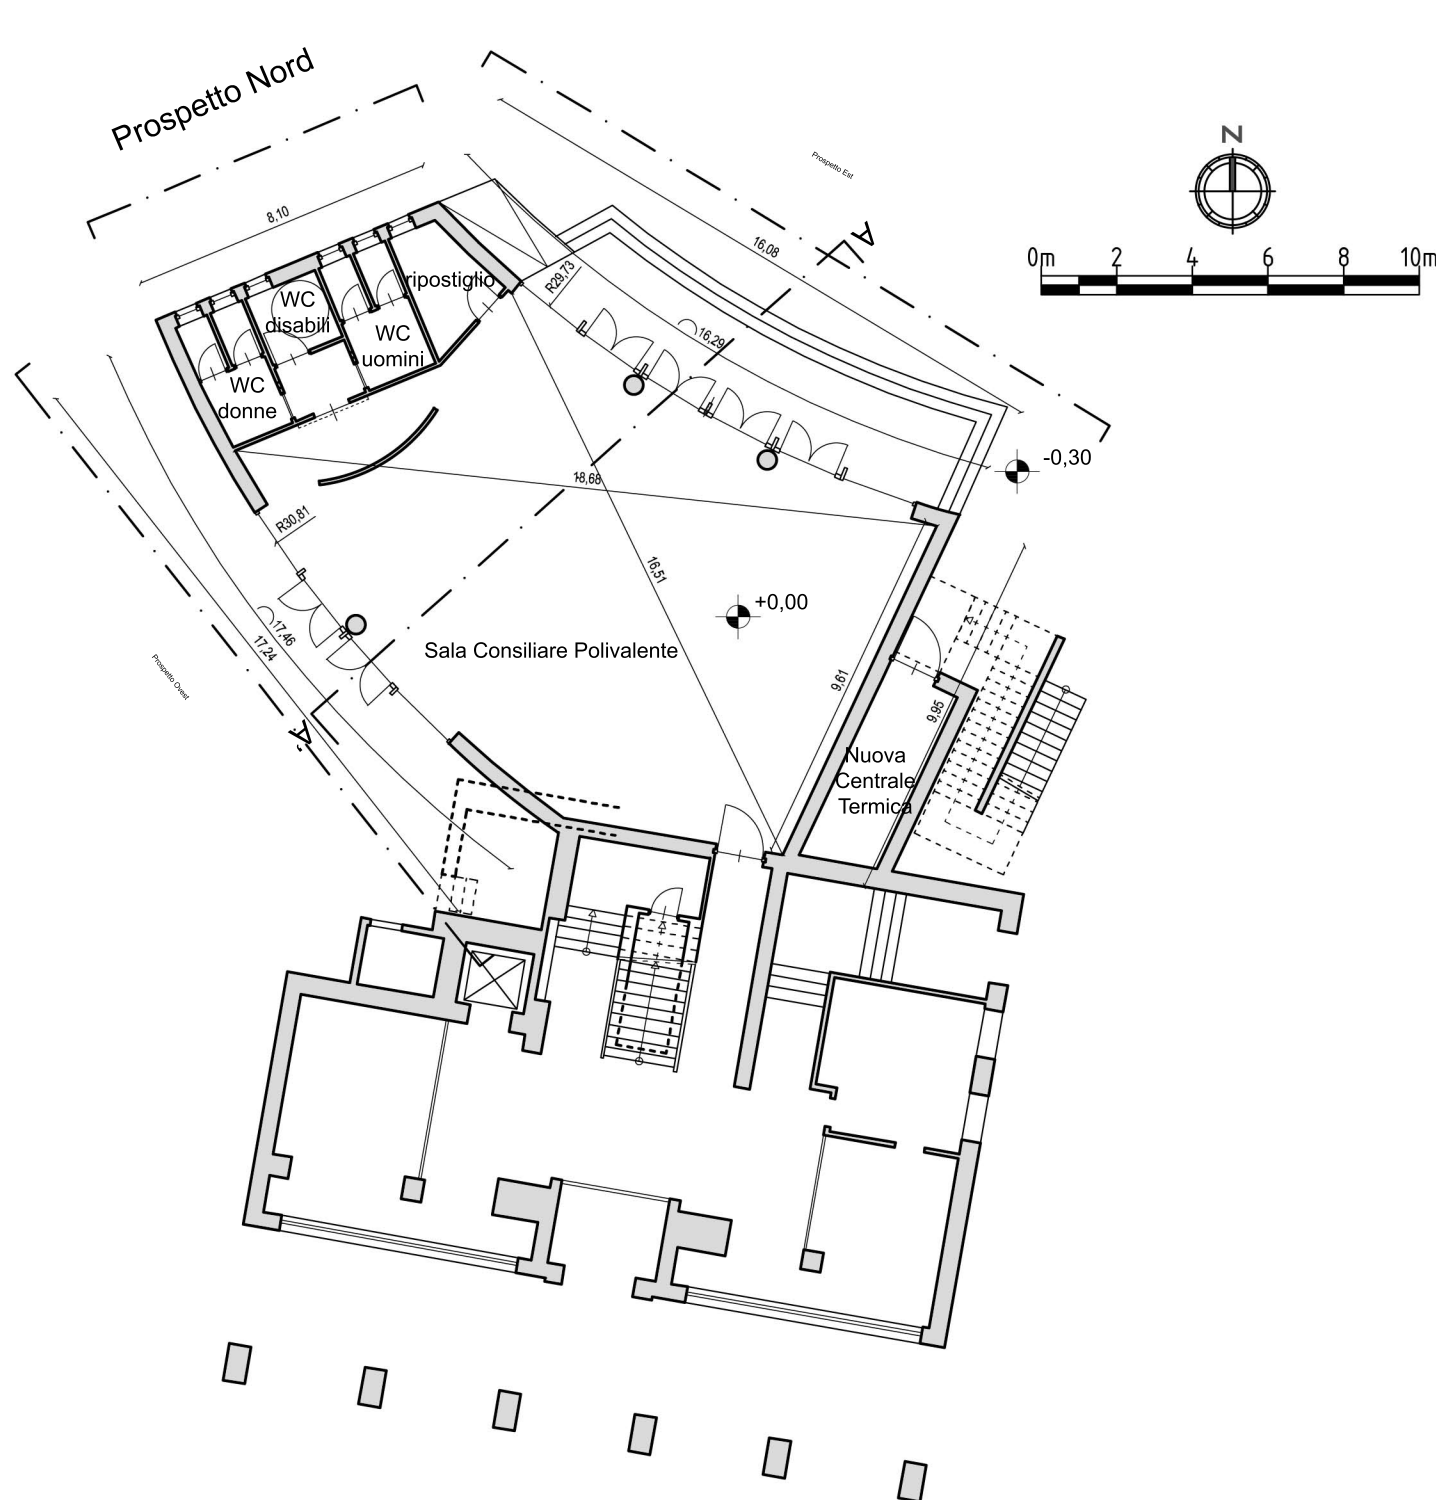 Prospetto Nord
Prospetto Est
N
0m 2 4 6 8 10m
8,10
16,08
A
R29,73
16,29
ripostiglio
WC
disabili
WC
uomini
WC
donne
-0,30
18,68
R30,81
16,51
+0,00
17,46
17,24
Sala Consiliare Polivalente
Prospetto Ovest
9,61
9,95
A'
Nuova
Centrale
Termica